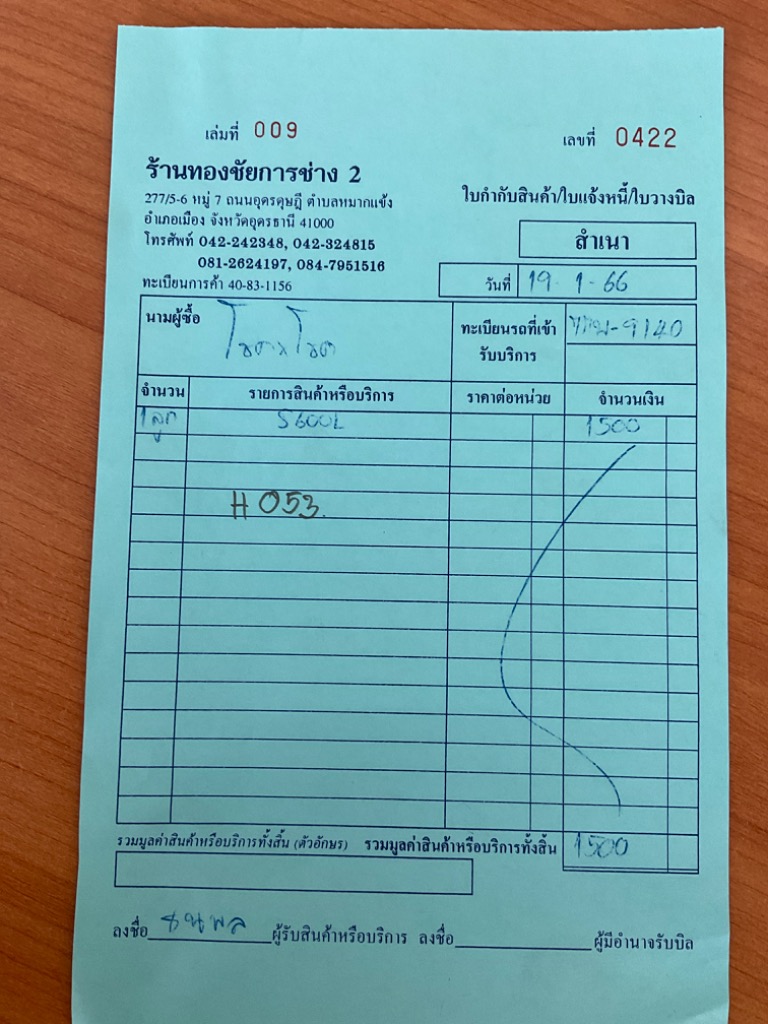 เล่มที่ 009
เลขที่ 0422
ร้านทองชัยการช่าง 2
277/5-6 หมู่ 7 ถนนอุดรดุษฎี ตำบลหมากแข้ง
อำเภอเมือง จังหวัดอุดรธานี 41000
โทรศัพท์ 042-242348, 042-324815
081-2624197, 084-7951516
ทะเบียนการค้า 40-83-1156
ใบกำกับสินค้า/ใบแจ้งหนี้/ใบวางบิล
สำเนา
วันที่ 19-1-66
นามผู้ซื้อ
ทะเบียนรถที่เข้ารับบริการ -9140
จำนวน รายการสินค้าหรือบริการ ราคาต่อหน่วย จำนวนเงิน
1 ลูก S600L 1500
H 053.
รวมมูลค่าสินค้าหรือบริการทั้งสิ้น (ตัวอักษร) รวมมูลค่าสินค้าหรือบริการทั้งสิ้น 1500
ลงชื่อ ธนพล ผู้รับสินค้าหรือบริการ ลงชื่อ ผู้มีอำนาจรับบิล